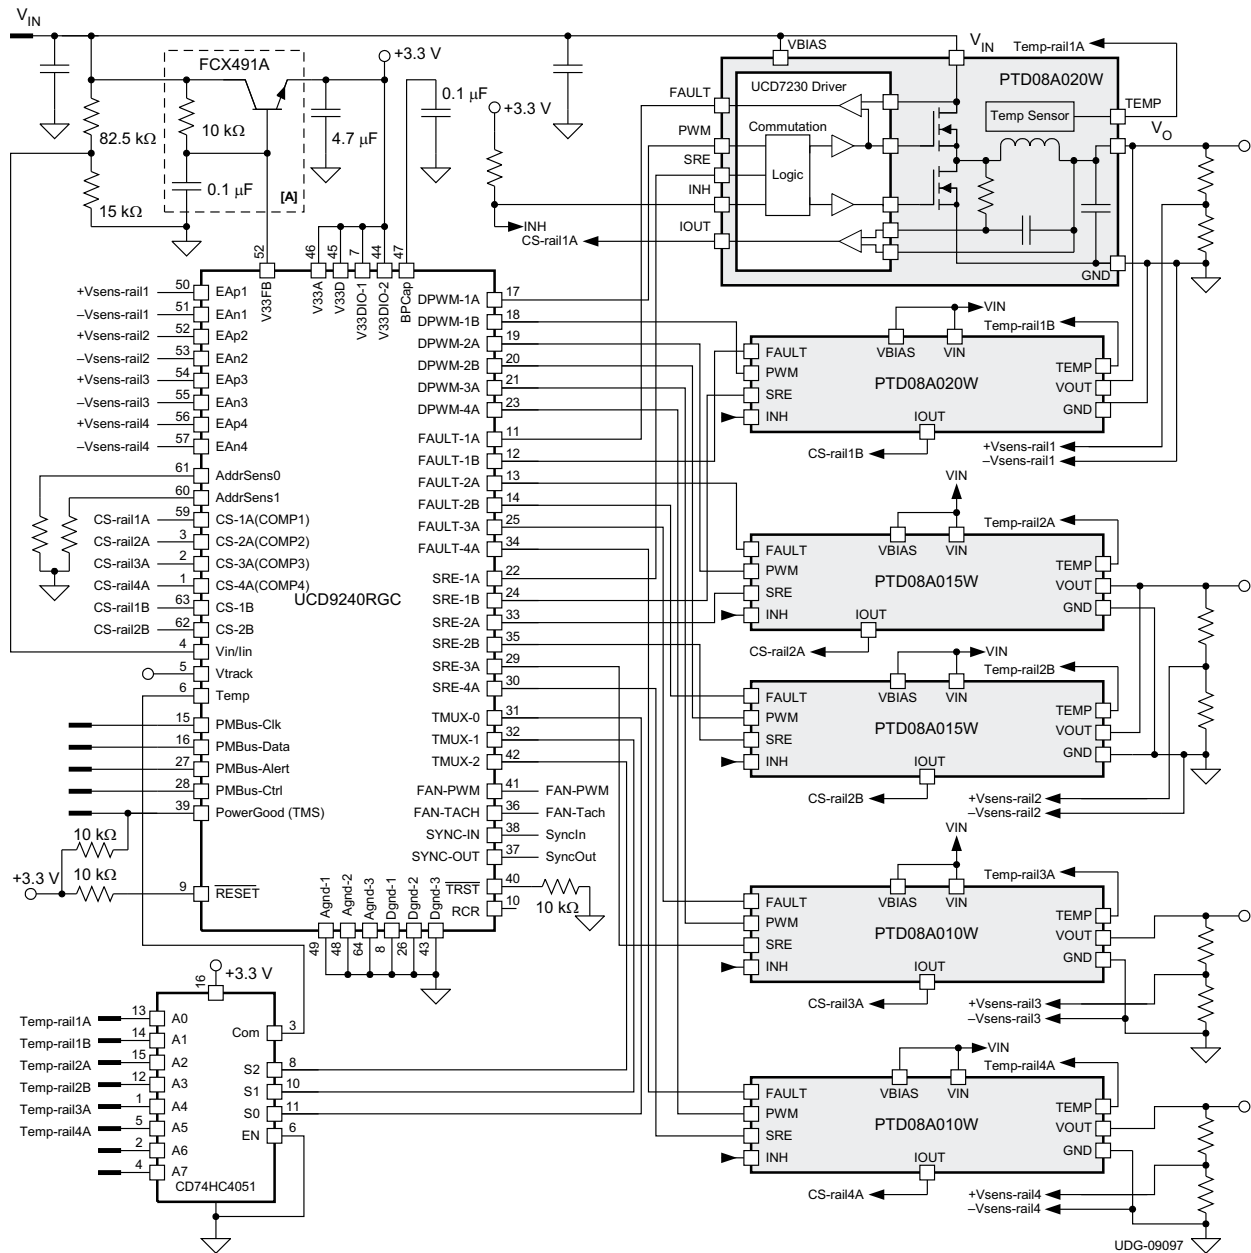 V_IN
FCX491A
+3.3 V
0.1 µF
+3.3 V
10 kΩ
82.5 kΩ
4.7 µF
0.1 µF
[A]
15 kΩ
INH
CS-rail1A
VBIAS
V_IN
Temp-rail1A
PTD08A020W
UCD7230 Driver
FAULT
TEMP
Temp Sensor
V_O
PWM
Commutation
SRE
Logic
INH
IOUT
GND
52
46
45
7
44
47
V33FB
V33A
V33D
V33DIO-1
V33DIO-2
BPCap
UCD9240RGC
+Vsens-rail1 50 EAp1
–Vsens-rail1 51 EAn1
+Vsens-rail2 52 EAp2
–Vsens-rail2 53 EAn2
+Vsens-rail3 54 EAp3
–Vsens-rail3 55 EAn3
+Vsens-rail4 56 EAp4
–Vsens-rail4 57 EAn4
61 AddrSens0
60 AddrSens1
CS-rail1A 59 CS-1A(COMP1)
CS-rail2A 3 CS-2A(COMP2)
CS-rail3A 2 CS-3A(COMP3)
CS-rail4A 1 CS-4A(COMP4)
CS-rail1B 63 CS-1B
CS-rail2B 62 CS-2B
4 Vin/Iin
5 Vtrack
6 Temp
15 PMBus-Clk
16 PMBus-Data
27 PMBus-Alert
28 PMBus-Ctrl
39 PowerGood (TMS)
10 kΩ
10 kΩ
+3.3 V
9 RESET
DPWM-1A 17
DPWM-1B 18
DPWM-2A 19
DPWM-2B 20
DPWM-3A 21
DPWM-4A 23
FAULT-1A 11
FAULT-1B 12
FAULT-2A 13
FAULT-2B 14
FAULT-3A 25
FAULT-4A 34
SRE-1A 22
SRE-1B 24
SRE-2A 33
SRE-2B 35
SRE-3A 29
SRE-4A 30
TMUX-0 31
TMUX-1 32
TMUX-2 42
FAN-PWM 41 FAN-PWM
FAN-TACH 36 FAN-Tach
SYNC-IN 38 SyncIn
SYNC-OUT 37 SyncOut
TRST 40
10 kΩ
RCR 10
Agnd-1
Agnd-2
Agnd-3
Dgnd-1
Dgnd-2
Dgnd-3
49
48
64
8
26
43
VIN
Temp-rail1B
VBIAS
VIN
FAULT
PWM
SRE
INH
PTD08A020W
TEMP
VOUT
GND
IOUT
CS-rail1B
+Vsens-rail1
–Vsens-rail1
VIN
Temp-rail2A
VBIAS
VIN
FAULT
PWM
SRE
INH
PTD08A015W
TEMP
VOUT
GND
IOUT
CS-rail2A
VIN
Temp-rail2B
VBIAS
VIN
FAULT
PWM
SRE
INH
PTD08A015W
TEMP
VOUT
GND
IOUT
CS-rail2B
+Vsens-rail2
–Vsens-rail2
VIN
Temp-rail3A
VBIAS
VIN
FAULT
PWM
SRE
INH
PTD08A010W
TEMP
VOUT
GND
IOUT
CS-rail3A
+Vsens-rail3
–Vsens-rail3
VIN
Temp-rail4A
VBIAS
VIN
FAULT
PWM
SRE
INH
PTD08A010W
TEMP
VOUT
GND
IOUT
CS-rail4A
+Vsens-rail4
–Vsens-rail4
+3.3 V
16
Temp-rail1A 13 A0
Temp-rail1B 14 A1
Temp-rail2A 15 A2
Temp-rail2B 12 A3
Temp-rail3A 1 A4
Temp-rail4A 5 A5
2 A6
4 A7
Com 3
S2 8
S1 10
S0 11
EN 6
CD74HC4051
UDG-09097